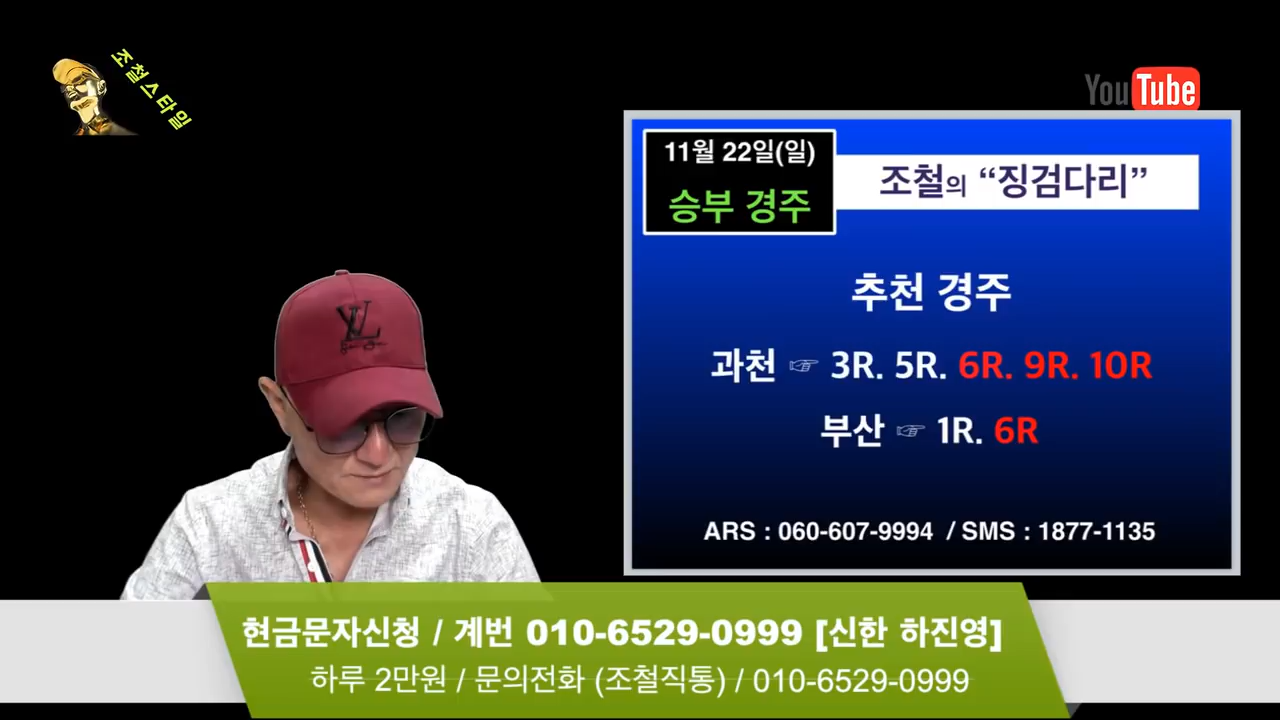 조철스타일
YouTube
11월 22일(일)
승부 경주
조철의 “징검다리”
추천 경주
과천 ☞ 3R. 5R. 6R. 9R. 10R
부산 ☞ 1R. 6R
ARS : 060-607-9994 / SMS : 1877-1135
현금문자신청 / 계번 010-6529-0999 [신한 하진영]
하루 2만원 / 문의전화 (조철직통) / 010-6529-0999